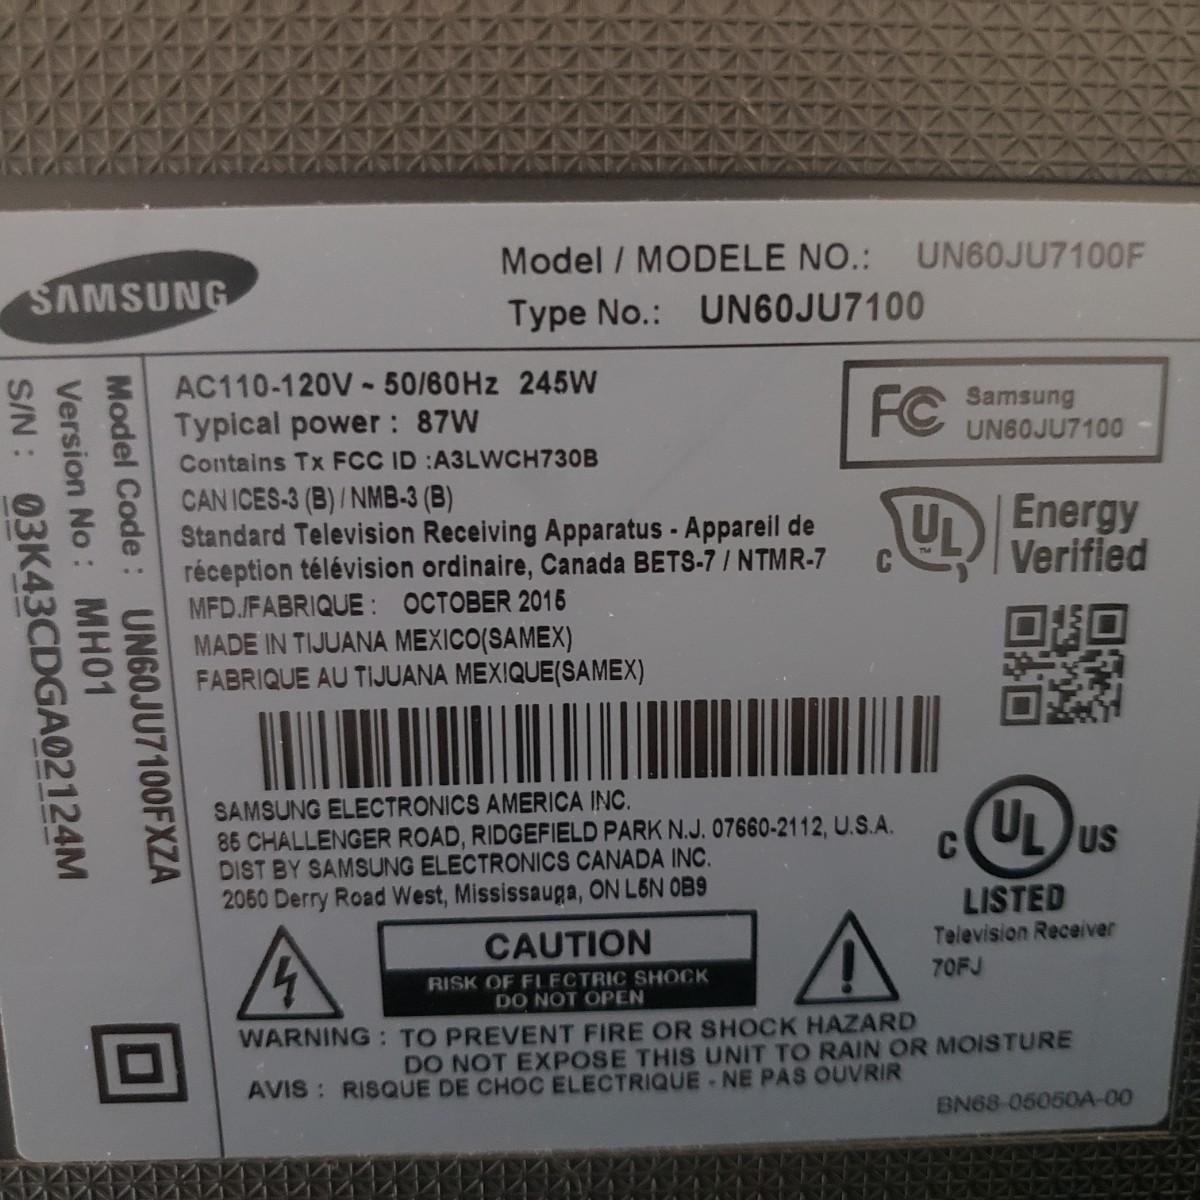 SAMSUNG
Model / MODELE NO.: UN60JU7100F
Type No.: UN60JU7100
Model Code : UN60JU7100FXZA
Version No : MH01
S/N : 03K43CDGA02124M
AC110-120V ~ 50/60Hz 245W
Typical power : 87W
Contains Tx FCC ID :A3LWCH730B
CAN ICES-3 (B) / NMB-3 (B)
Standard Television Receiving Apparatus - Appareil de
réception télévision ordinaire, Canada BETS-7 / NTMR-7
MFD./FABRIQUE : OCTOBER 2015
MADE IN TIJUANA MEXICO(SAMEX)
FABRIQUE AU TIJUANA MEXIQUE(SAMEX)
FC Samsung
UN60JU7100
C UL TM Energy
Verified
SAMSUNG ELECTRONICS AMERICA INC.
85 CHALLENGER ROAD, RIDGEFIELD PARK N.J. 07660-2112, U.S.A.
DIST BY SAMSUNG ELECTRONICS CANADA INC.
2050 Derry Road West, Mississauga, ON L5N 0B9
C UL US
LISTED
Television Receiver
70FJ
CAUTION
RISK OF ELECTRIC SHOCK
DO NOT OPEN
WARNING : TO PREVENT FIRE OR SHOCK HAZARD
DO NOT EXPOSE THIS UNIT TO RAIN OR MOISTURE
AVIS : RISQUE DE CHOC ELECTRIQUE - NE PAS OUVRIR
BN68-05050A-00